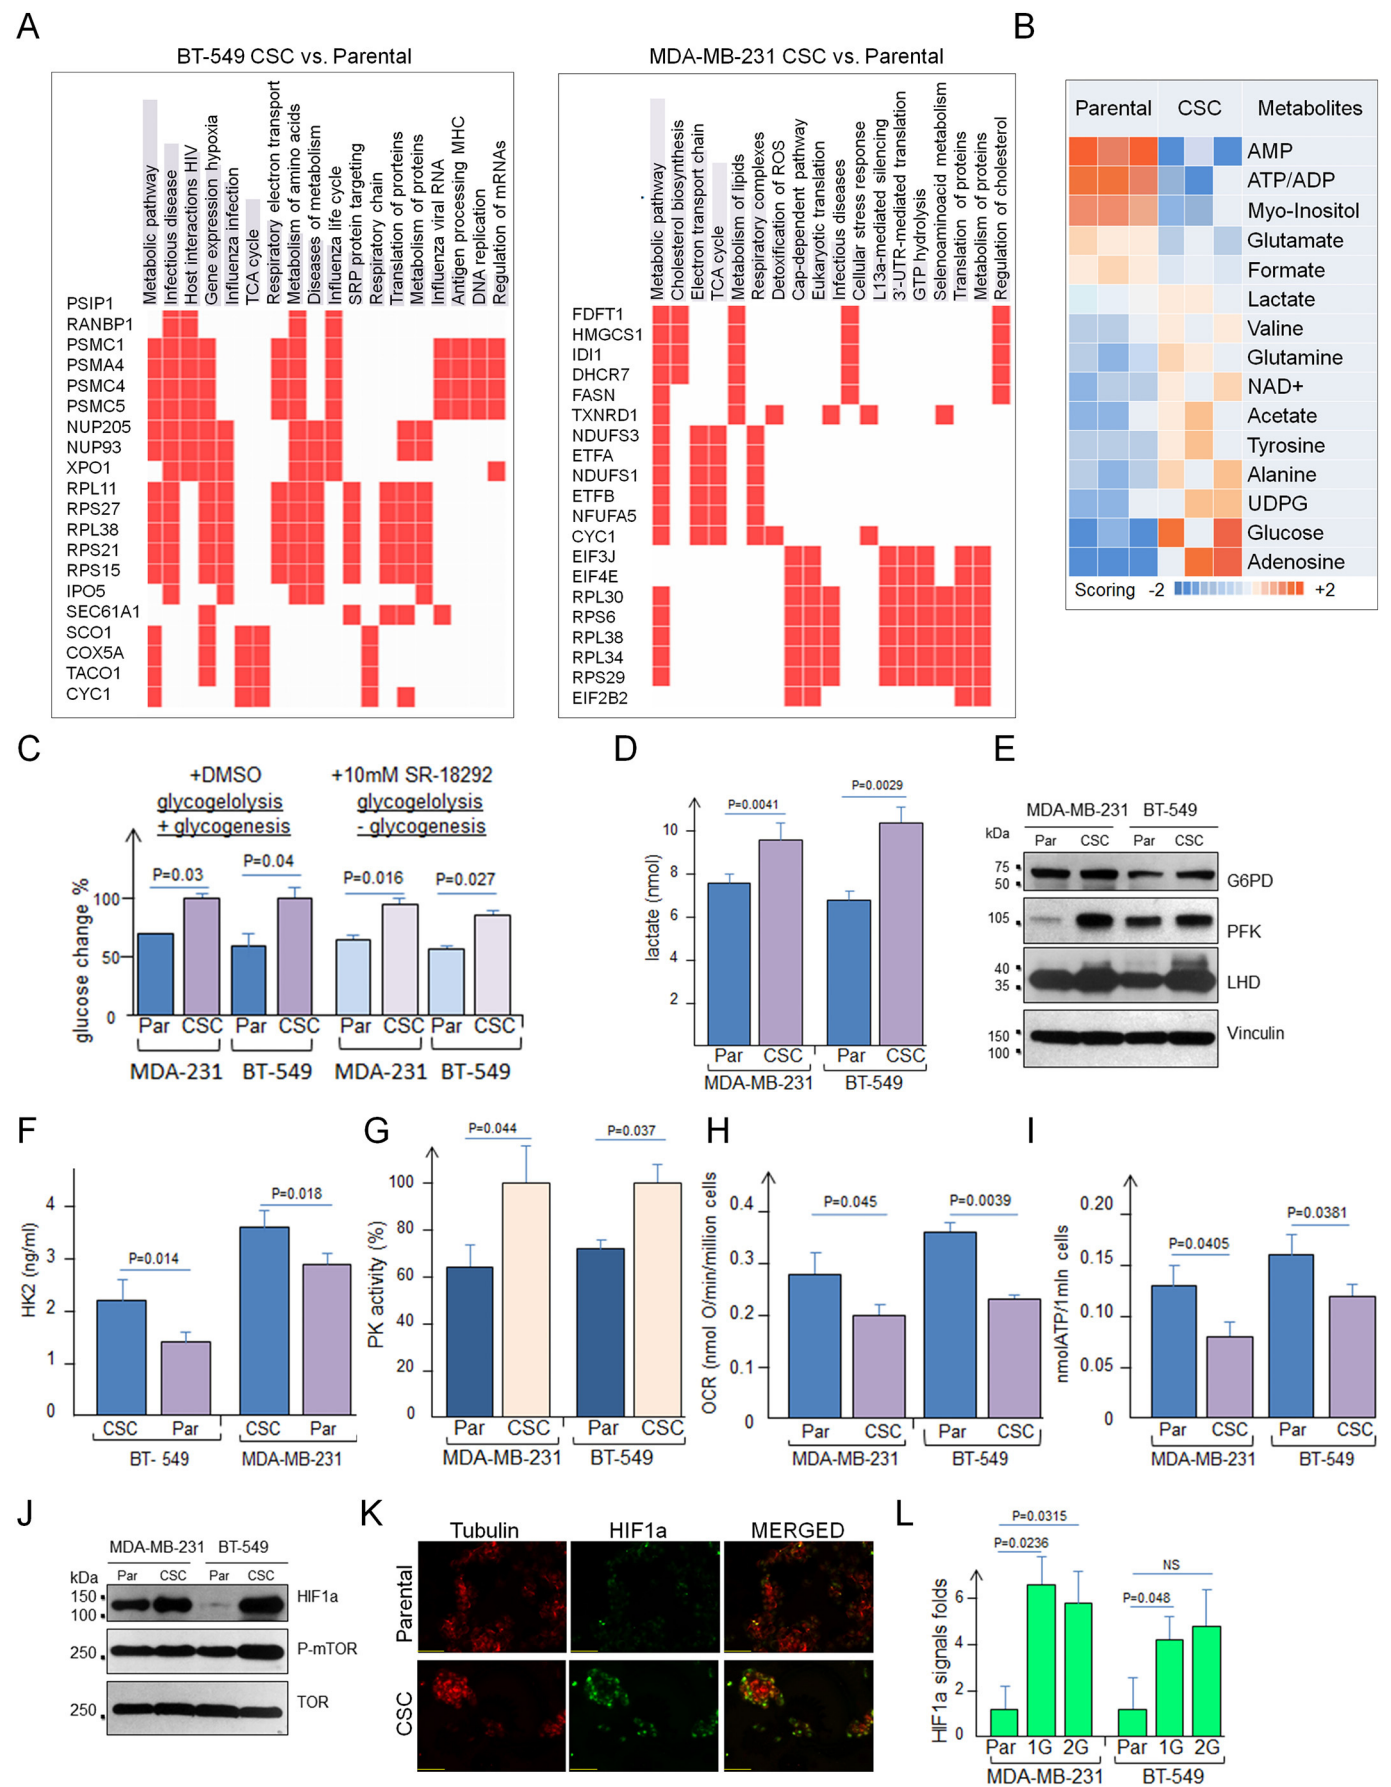 A
BT-549 CSC vs. Parental
Metabolic pathway
Infectious disease
Host interactions HIV
Gene expression hypoxia
Influenza infection
TCA cycle
Respiratory electron transport
Metabolism of amino acids
Diseases of metabolism
Influenza life cycle
SRP protein targeting
Respiratory chain
Translation of proteins
Metabolism of proteins
Influenza viral RNA
Antigen processing MHC
DNA replication
Regulation of mRNAs
PSIP1
RANBP1
PSMC1
PSMA4
PSMC4
PSMC5
NUP205
NUP93
XPO1
RPL11
RPS27
RPL38
RPS21
RPS15
IPO5
SEC61A1
SCO1
COX5A
TACO1
CYC1
MDA-MB-231 CSC vs. Parental
Metabolic pathway
Cholesterol biosynthesis
Electron transport chain
TCA cycle
Metabolism of lipids
Respiratory complexes
Detoxification of ROS
Cap-dependent pathway
Eukaryotic translation
Infectious diseases
Cellular stress response
L13a-mediated silencing
3'-UTR-mediated translation
GTP hydrolysis
Selenoaminoacid metabolism
Translation of proteins
Metabolism of proteins
Regulation of cholesterol
FDFT1
HMGCS1
IDI1
DHCR7
FASN
TXNRD1
NDUFS3
ETFA
NDUFS1
ETFB
NFUFA5
CYC1
EIF3J
EIF4E
RPL30
RPS6
RPL38
RPL34
RPS29
EIF2B2
B
Parental CSC Metabolites
AMP
ATP/ADP
Myo-Inositol
Glutamate
Formate
Lactate
Valine
Glutamine
NAD+
Acetate
Tyrosine
Alanine
UDPG
Glucose
Adenosine
Scoring -2 +2
C
+DMSO
glycogelolysis
+ glycogenesis
+10mM SR-18292
glycogelolysis
- glycogenesis
P=0.03
P=0.04
P=0.016
P=0.027
glucose change %
100
50
0
Par CSC Par CSC Par CSC Par CSC
MDA-231 BT-549 MDA-231 BT-549
D
P=0.0041
P=0.0029
lactate (nmol)
10
8
6
4
2
Par CSC Par CSC
MDA-MB-231 BT-549
E
MDA-MB-231 BT-549
kDa Par CSC Par CSC
75
50
G6PD
105
PFK
40
35
LHD
150
100
Vinculin
F
HK2 (ng/ml)
4
3
2
1
0
P=0.014
P=0.018
CSC Par CSC Par
BT- 549 MDA-MB-231
G
PK activity (%)
100
80
60
40
20
0
P=0.044
P=0.037
Par CSC Par CSC
MDA-MB-231 BT-549
H
OCR (nmol O/min/million cells
0.4
0.3
0.2
0.1
0
P=0.045
P=0.0039
Par CSC Par CSC
MDA-MB-231 BT-549
I
nmolATP/1mln cells
0.20
0.15
0.10
0.05
0
P=0.0405
P=0.0381
Par CSC Par CSC
MDA-MB-231 BT-549
J
MDA-MB-231 BT-549
kDa Par CSC Par CSC
150
100
HIF1a
250
P-mTOR
250
TOR
K
Tubulin HIF1a MERGED
Parental
CSC
L
HIF1a signals folds
6
4
2
0
P=0.0315
P=0.0236
NS
P=0.048
Par 1G 2G Par 1G 2G
MDA-MB-231 BT-549